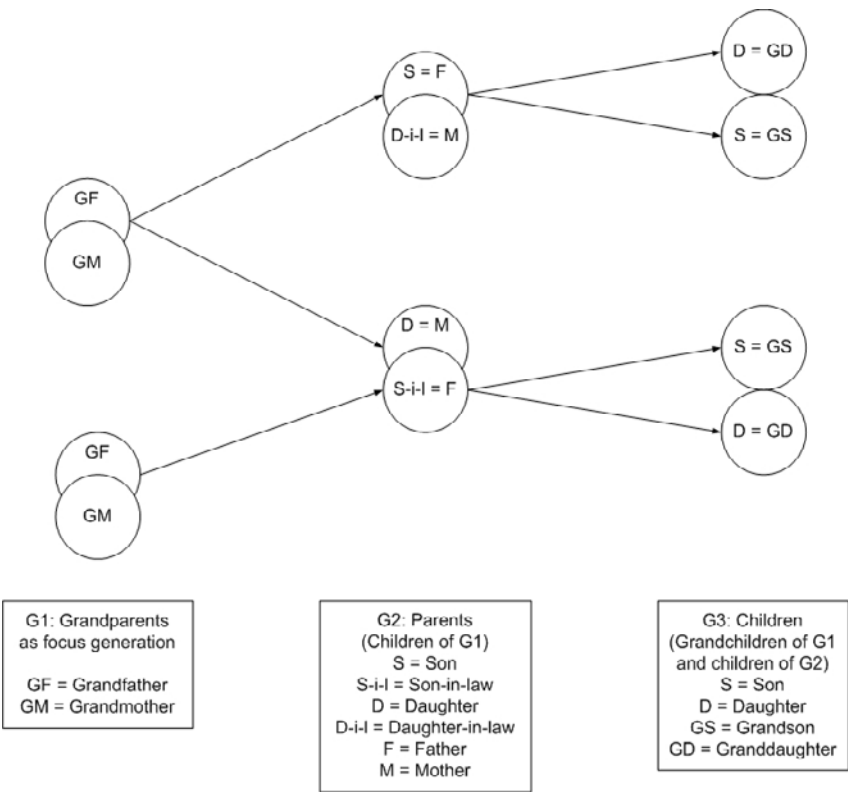 D = GD
S = F
D-i-l = M
S = GS
GF
GM
D = M
S = GS
S-i-l = F
D = GD
GF
GM
G1: Grandparents
as focus generation
GF = Grandfather
GM = Grandmother
G2: Parents
(Children of G1)
S = Son
S-i-l = Son-in-law
D = Daughter
D-i-l = Daughter-in-law
F = Father
M = Mother
G3: Children
(Grandchildren of G1
and children of G2)
S = Son
D = Daughter
GS = Grandson
GD = Granddaughter